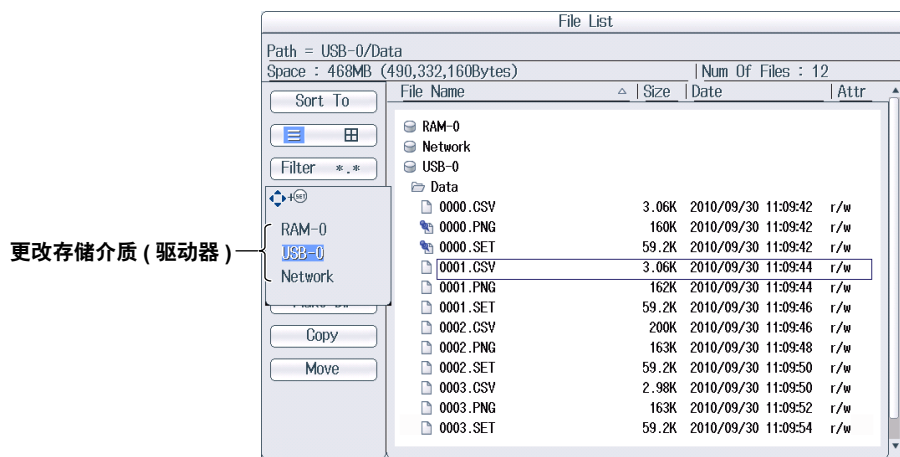 File List
Path = USB-0/Data
Space : 468MB (490,332,160Bytes) Num Of Files : 12
Sort To
File Name Size Date Attr
Filter *.*
+SET
RAM-0
USB-0
Network
更改存储介质 ( 驱动器 )
Copy
Move
RAM-0
Network
USB-0
Data
0000.CSV 3.06K 2010/09/30 11:09:42 r/w
0000.PNG 160K 2010/09/30 11:09:42 r/w
0000.SET 59.2K 2010/09/30 11:09:42 r/w
0001.CSV 3.06K 2010/09/30 11:09:44 r/w
0001.PNG 162K 2010/09/30 11:09:44 r/w
0001.SET 59.2K 2010/09/30 11:09:46 r/w
0002.CSV 200K 2010/09/30 11:09:46 r/w
0002.PNG 163K 2010/09/30 11:09:48 r/w
0002.SET 59.2K 2010/09/30 11:09:50 r/w
0003.CSV 2.98K 2010/09/30 11:09:50 r/w
0003.PNG 163K 2010/09/30 11:09:52 r/w
0003.SET 59.2K 2010/09/30 11:09:54 r/w